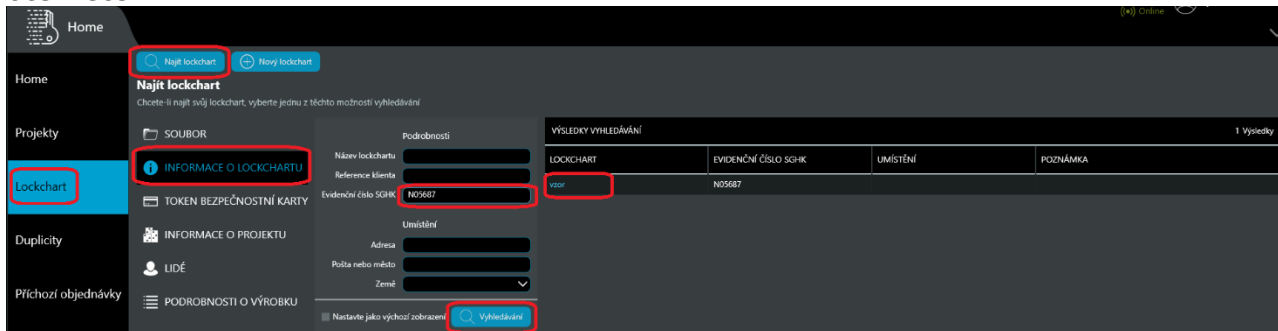 ((●)) Online
Home
Home
Projekty
Lockchart
Duplicity
Příchozí objednávky
Najít lockchart
Nový lockchart
Najít lockchart
Chcete-li najít svůj lockchart, vyberte jednu z těchto možností vyhledávání
SOUBOR
INFORMACE O LOCKCHARTU
TOKEN BEZPEČNOSTNÍ KARTY
INFORMACE O PROJEKTU
LIDÉ
PODROBNOSTI O VÝROBKU
Podrobnosti
Název lockchartu
Reference klienta
Evidenční číslo SGHK N05687
Umístění
Adresa
Pošta nebo město
Země
Nastavte jako výchozí zobrazení
Vyhledávání
VÝSLEDKY VYHLEDÁVÁNÍ 1 Výsledky
LOCKCHART EVIDENČNÍ ČÍSLO SGHK UMÍSTĚNÍ POZNÁMKA
vzor N05687